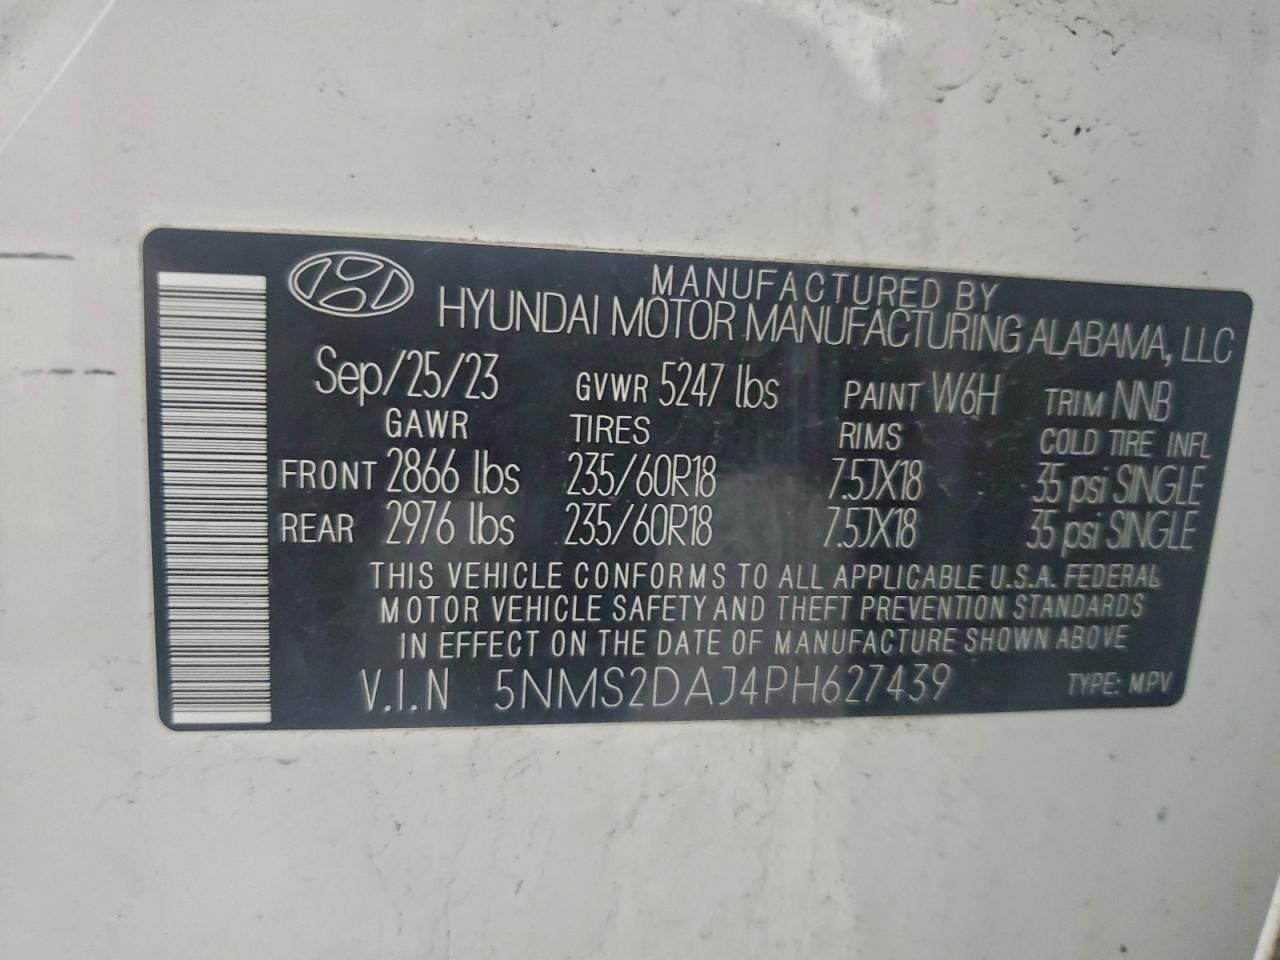 MANUFACTURED BY
HYUNDAI MOTOR MANUFACTURING ALABAMA, LLC
Sep/25/23 GVWR 5247 lbs PAINT W6H TRIM NNB
GAWR TIRES RIMS COLD TIRE INFL
FRONT 2866 lbs 235/60R18 7.5JX18 35 psi SINGLE
REAR 2976 lbs 235/60R18 7.5JX18 35 psi SINGLE
THIS VEHICLE CONFORMS TO ALL APPLICABLE U.S.A. FEDERAL
MOTOR VEHICLE SAFETY AND THEFT PREVENTION STANDARDS
IN EFFECT ON THE DATE OF MANUFACTURE SHOWN ABOVE
V.I.N 5NMS2DAJ4PH627439 TYPE: MPV